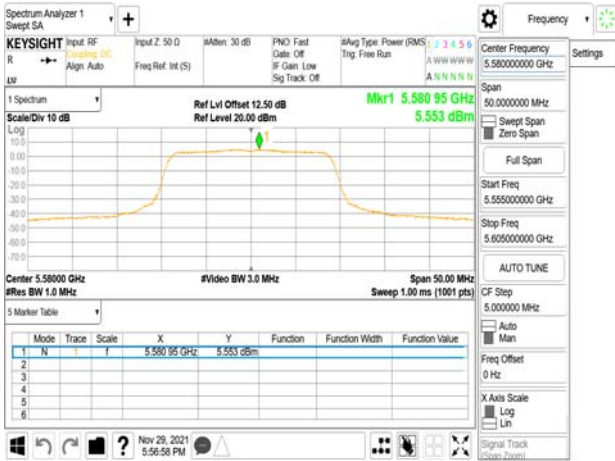 Spectrum Analyzer 1
Swept SA
+
Frequency
KEYSIGHT
Input: RF
Coupling: DC
Align: Auto
Input Z: 50 Ω
Freq Ref: Int (S)
#Atten: 30 dB
PNO: Fast
Gate: Off
IF Gain: Low
Sig Track: Off
#Avg Type: Power (RMS
Trig: Free Run
1 2 3 4 5 6
A WW WW WW
A N N N N N
R
LXI
Center Frequency
5.580000000 GHz
Settings
1 Spectrum
Scale/Div 10 dB
Ref Lvl Offset 12.50 dB
Ref Level 20.00 dBm
Mkr1 5.580 95 GHz
5.553 dBm
Span
50.0000000 MHz
Swept Span
Zero Span
Full Span
Start Freq
5.555000000 GHz
Stop Freq
5.605000000 GHz
AUTO TUNE
CF Step
5.000000 MHz
Auto
Man
Freq Offset
0 Hz
X Axis Scale
Log
Lin
Signal Track
(Span Zoom)
Log
1
10.0
0.00
-10.0
-20.0
-30.0
-40.0
-50.0
-60.0
-70.0
Center 5.58000 GHz
#Video BW 3.0 MHz
Span 50.00 MHz
#Res BW 1.0 MHz
Sweep 1.00 ms (1001 pts)
5 Marker Table
Mode Trace Scale X Y Function Function Width Function Value
1 N 1 f 5.580 95 GHz 5.553 dBm
2
3
4
5
6
?
Nov 29, 2021
5:56:58 PM